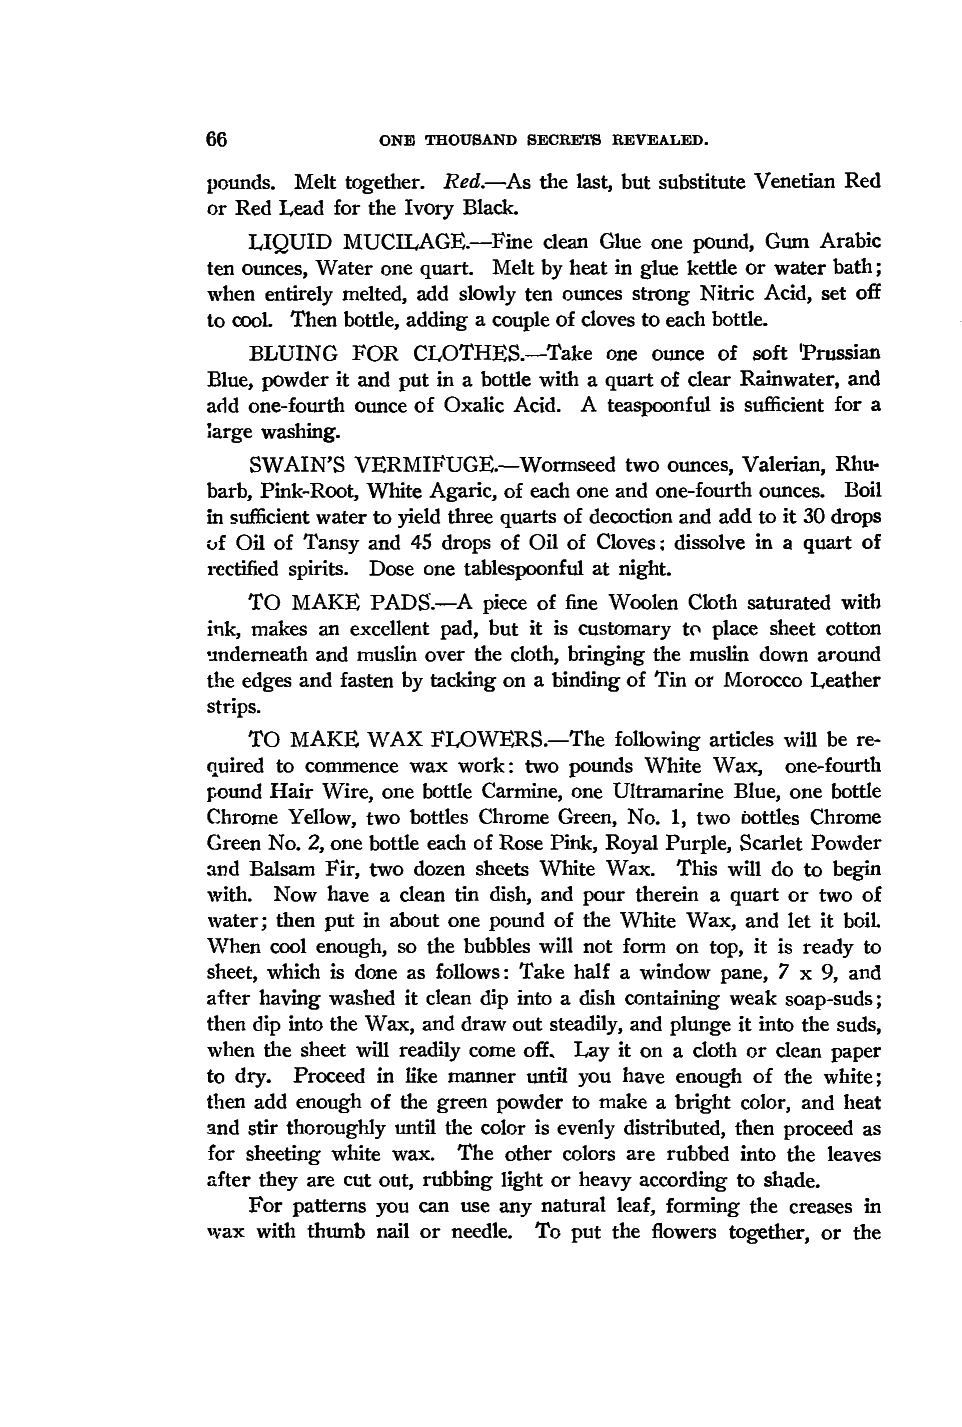 66 ONE THOUSAND SECRETS REVEALED.
pounds. Melt together. Red.—As the last, but substitute Venetian Red
or Red Lead for the Ivory Black.
LIQUID MUCILAGE.—Fine clean Glue one pound, Gum Arabic
ten ounces, Water one quart. Melt by heat in glue kettle or water bath;
when entirely melted, add slowly ten ounces strong Nitric Acid, set off
to cool. Then bottle, adding a couple of cloves to each bottle.
BLUING FOR CLOTHES.—Take one ounce of soft Prussian
Blue, powder it and put in a bottle with a quart of clear Rainwater, and
add one-fourth ounce of Oxalic Acid. A teaspoonful is sufficient for a
large washing.
SWAIN'S VERMIFUGE.—Wormseed two ounces, Valerian, Rhu-
barb, Pink-Root, White Agaric, of each one and one-fourth ounces. Boil
in sufficient water to yield three quarts of decoction and add to it 30 drops
of Oil of Tansy and 45 drops of Oil of Cloves; dissolve in a quart of
rectified spirits. Dose one tablespoonful at night.
TO MAKE PADS.—A piece of fine Woolen Cloth saturated with
ink, makes an excellent pad, but it is customary to place sheet cotton
underneath and muslin over the cloth, bringing the muslin down around
the edges and fasten by tacking on a binding of Tin or Morocco Leather
strips.
TO MAKE WAX FLOWERS.—The following articles will be re-
quired to commence wax work: two pounds White Wax, one-fourth
pound Hair Wire, one bottle Carmine, one Ultramarine Blue, one bottle
Chrome Yellow, two bottles Chrome Green, No. 1, two bottles Chrome
Green No. 2, one bottle each of Rose Pink, Royal Purple, Scarlet Powder
and Balsam Fir, two dozen sheets White Wax. This will do to begin
with. Now have a clean tin dish, and pour therein a quart or two of
water; then put in about one pound of the White Wax, and let it boil.
When cool enough, so the bubbles will not form on top, it is ready to
sheet, which is done as follows: Take half a window pane, 7 x 9, and
after having washed it clean dip into a dish containing weak soap-suds;
then dip into the Wax, and draw out steadily, and plunge it into the suds,
when the sheet will readily come off. Lay it on a cloth or clean paper
to dry. Proceed in like manner until you have enough of the white;
then add enough of the green powder to make a bright color, and heat
and stir thoroughly until the color is evenly distributed, then proceed as
for sheeting white wax. The other colors are rubbed into the leaves
after they are cut out, rubbing light or heavy according to shade.
For patterns you can use any natural leaf, forming the creases in
wax with thumb nail or needle. To put the flowers together, or the